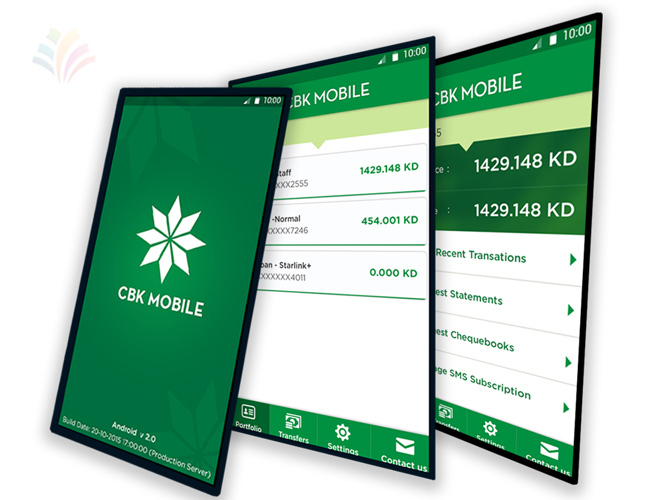 10:00
CBK MOBILE
Android v 2.0
Build Date: 20-10-2015 17:00:00 (Production Server)
10:00
CBK MOBILE
taff
1429.148 KD
XXXX2555
-Normal
454.001 KD
XXXXX7246
an - Starlink+
0.000 KD
XXXXXX4011
Portfolio
Transfers
Settings
Contact us
10:00
CBK MOBILE
5
ce :
1429.148 KD
e :
1429.148 KD
Recent Transations
est Statements
est Chequebooks
ge SMS Subscription
Settings
Contact us